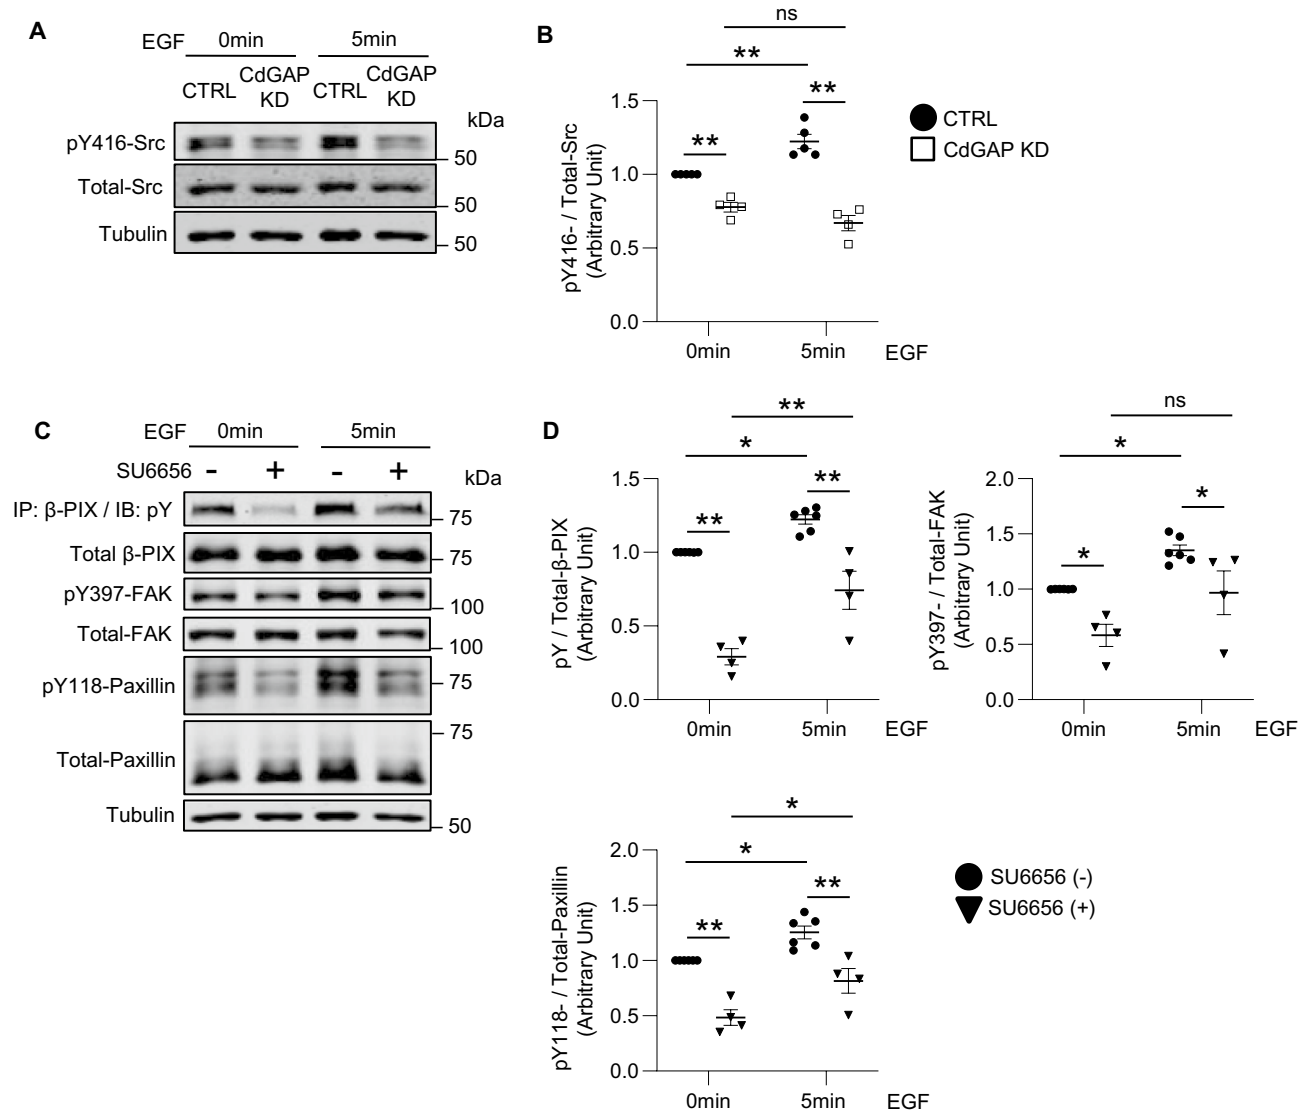 A
EGF 0min 5min
CTRL CdGAP KD CTRL CdGAP KD
kDa
pY416-Src
50
Total-Src
50
Tubulin
50
B
ns
**
**
**
pY416- / Total-Src
(Arbitrary Unit)
1.5
1.0
0.5
0.0
0min 5min EGF
CTRL
CdGAP KD
C
EGF 0min 5min
SU6656 - + - +
kDa
IP: β-PIX / IB: pY
75
Total β-PIX
75
pY397-FAK
100
Total-FAK
100
pY118-Paxillin
75
75
Total-Paxillin
Tubulin
50
D
**
*
**
**
pY / Total-β-PIX
(Arbitrary Unit)
1.5
1.0
0.5
0.0
0min 5min EGF
ns
*
*
*
pY397- / Total-FAK
(Arbitrary Unit)
2.0
1.5
1.0
0.5
0.0
0min 5min EGF
*
*
**
**
pY118- / Total-Paxillin
(Arbitrary Unit)
2.0
1.5
1.0
0.5
0.0
0min 5min EGF
SU6656 (-)
SU6656 (+)